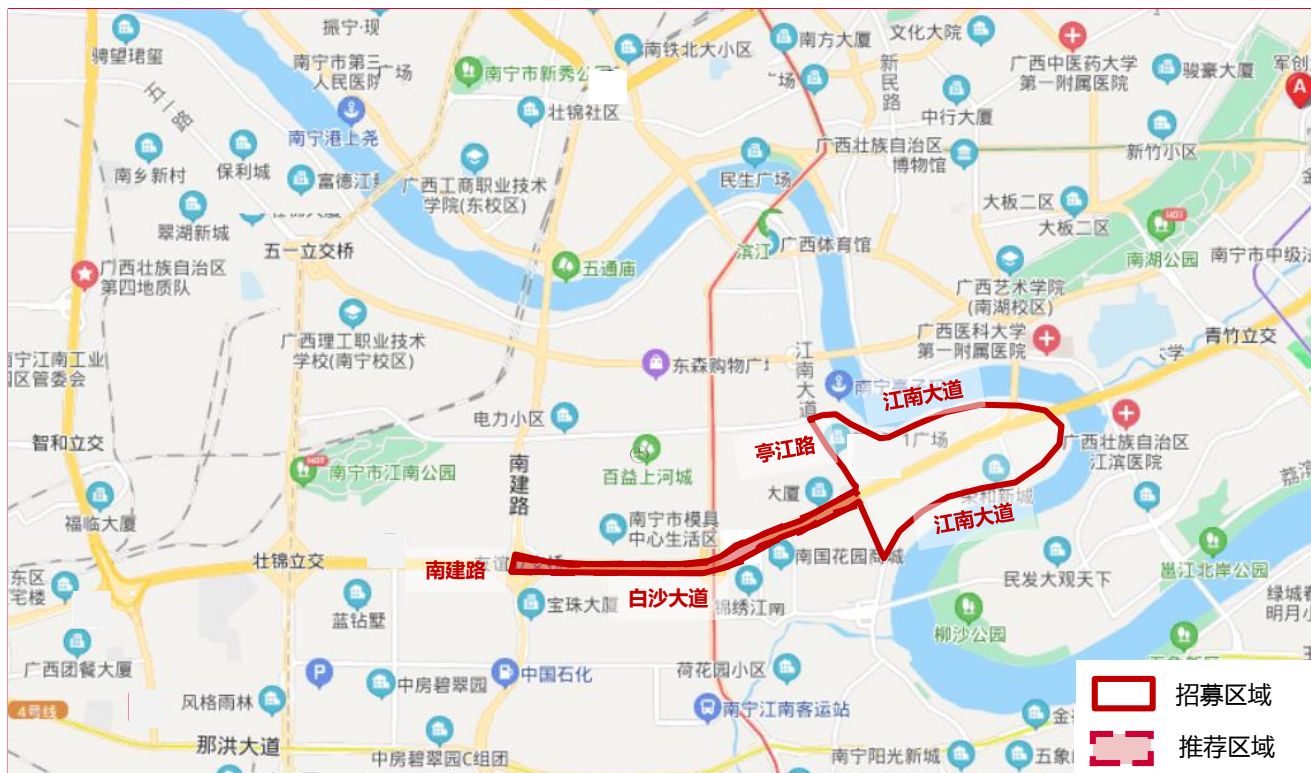 振宁·现
骋望珺玺
南宁市第三
人民医院
广场
南宁市新秀公
南铁北大小区
南方大厦
文化大院
广西中医药大学
第一附属医院
骏豪大厦
军创
A
五一路
壮锦社区
场
新民路
中行大厦
南宁港上尧
南乡新村
保利城
富德江
广西工商职业技术
学院(东校区)
民生广场
广西壮族自治区
博物馆
新竹小区
翠湖新城
五一立交桥
五通庙
滨江
广西体育馆
大板二区
大板二区
HOT
南湖公园
南宁市中级法
广西壮族自治区
第四地质队
广西艺术学院
(南湖校区)
广西理工职业技术
学校(南宁校区)
广西医科大学
第一附属医院
青竹立交
大学
宁江南工业
区管委会
东森购物广
江南大道
江南大道
智和立交
电力小区
亭江路
1广场
广西壮族自治区
江滨医院
HOT
南宁市江南公园
南建路
百益上河城
大厦
荣和新城
福临大厦
南宁市模具
中心生活区
江南大道
壮锦立交
南建路
白沙大道
南国花园商城
民发大观天下
邕江北岸公园
东区
宅楼
蓝钻墅
宝珠大厦
锦绣江南
柳沙公园
绿城春
明月小
广西团餐大厦
P
中房碧翠园
中国石化
荷花园小区
4号线
风格雨林
南宁江南客运站
那洪大道
中房碧翠园C组团
南宁阳光新城
五象
招募区域
推荐区域